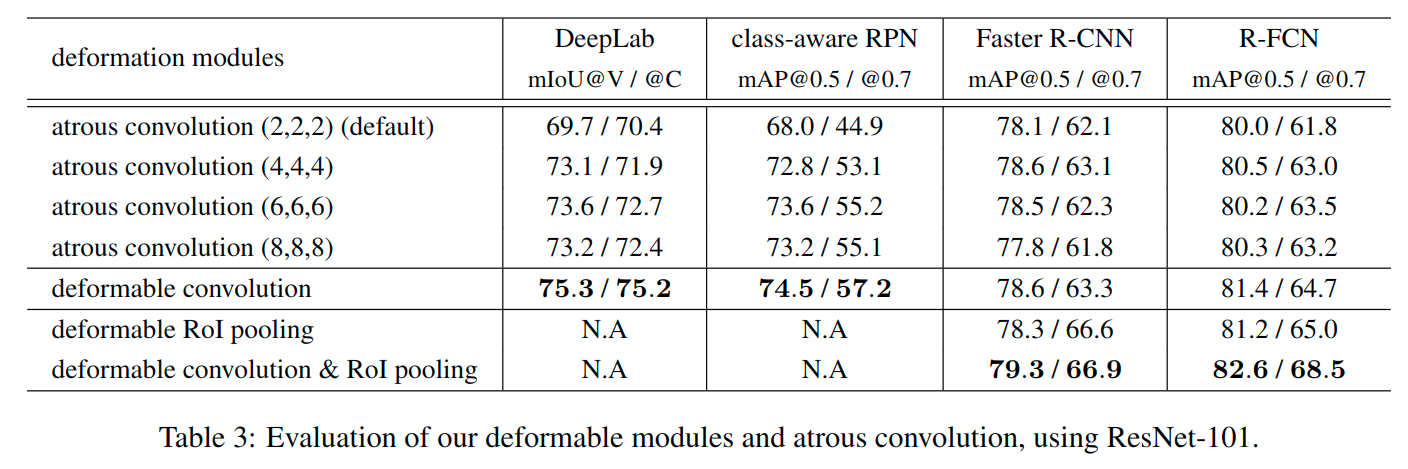 deformation modules DeepLab class-aware RPN Faster R-CNN R-FCN
mIoU@V / @C mAP@0.5 / @0.7 mAP@0.5 / @0.7 mAP@0.5 / @0.7
atrous convolution (2,2,2) (default) 69.7 / 70.4 68.0 / 44.9 78.1 / 62.1 80.0 / 61.8
atrous convolution (4,4,4) 73.1 / 71.9 72.8 / 53.1 78.6 / 63.1 80.5 / 63.0
atrous convolution (6,6,6) 73.6 / 72.7 73.6 / 55.2 78.5 / 62.3 80.2 / 63.5
atrous convolution (8,8,8) 73.2 / 72.4 73.2 / 55.1 77.8 / 61.8 80.3 / 63.2
deformable convolution 75.3 / 75.2 74.5 / 57.2 78.6 / 63.3 81.4 / 64.7
deformable RoI pooling N.A N.A 78.3 / 66.6 81.2 / 65.0
deformable convolution & RoI pooling N.A N.A 79.3 / 66.9 82.6 / 68.5
Table 3: Evaluation of our deformable modules and atrous convolution, using ResNet-101.